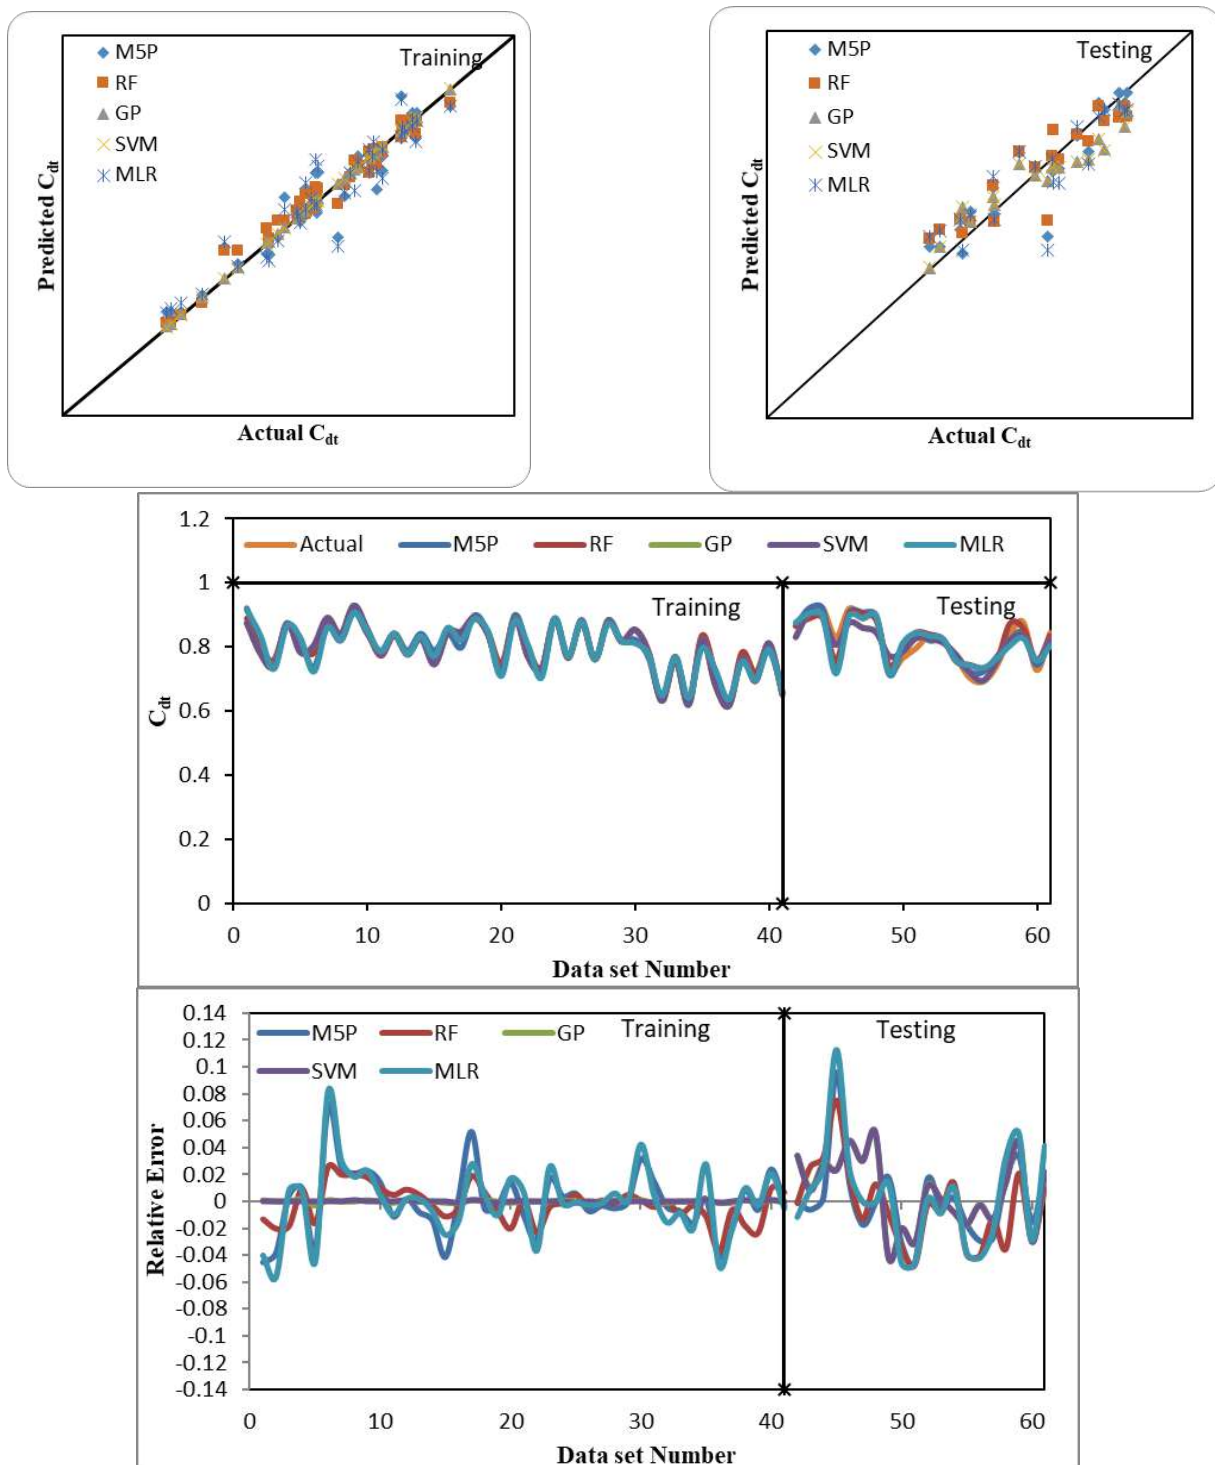 Training
M5P
RF
GP
SVM
MLR
Predicted Cdt
Actual Cdt
Testing
M5P
RF
GP
SVM
MLR
Predicted Cdt
Actual Cdt
1.2
1
0.8
0.6
0.4
0.2
0
Actual M5P RF GP SVM MLR
Training Testing
Cdt
0 10 20 30 40 50 60
Data set Number
0.14
0.12
0.1
0.08
0.06
0.04
0.02
0
-0.02
-0.04
-0.06
-0.08
-0.1
-0.12
-0.14
M5P RF GP Training Testing
SVM MLR
Relative Error
0 10 20 30 40 50 60
Data set Number